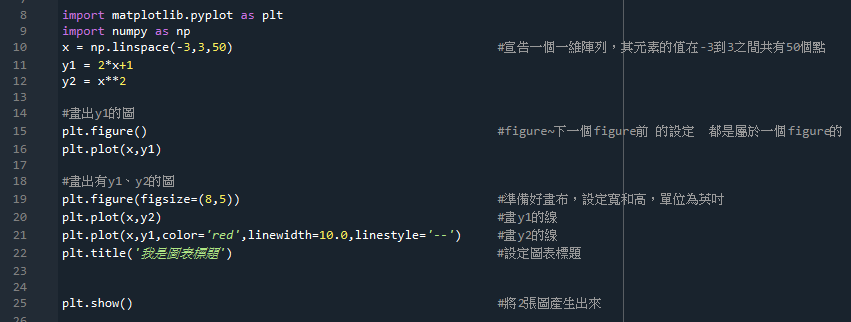 8 import matplotlib.pyplot as plt
9 import numpy as np
10 x = np.linspace(-3,3,50) #宣告一個一維陣列，其元素的值在-3到3之間共有50個點
11 y1 = 2*x+1
12 y2 = x**2
13
14 #畫出y1的圖
15 plt.figure() #figure~下一個figure前 的設定 都是屬於一個figure的
16 plt.plot(x,y1)
17
18 #畫出有y1、y2的圖
19 plt.figure(figsize=(8,5)) #準備好畫布，設定寬和高，單位為英吋
20 plt.plot(x,y2) #畫y1的線
21 plt.plot(x,y1,color='red',linewidth=10.0,linestyle='--') #畫y2的線
22 plt.title('我是圖表標題') #設定圖表標題
23
24
25 plt.show() #將2張圖產生出來
26